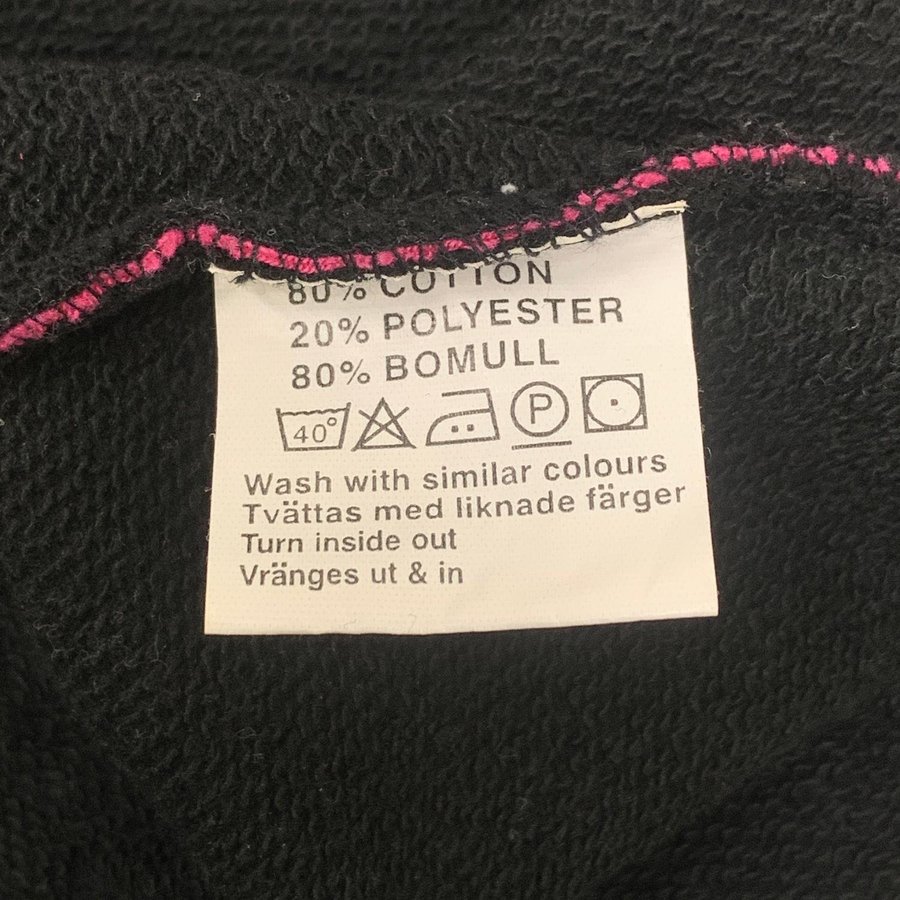 80% COTTON
20% POLYESTER
80% BOMULL
40° P
Wash with similar colours
Tvättas med liknade färger
Turn inside out
Vränges ut & in